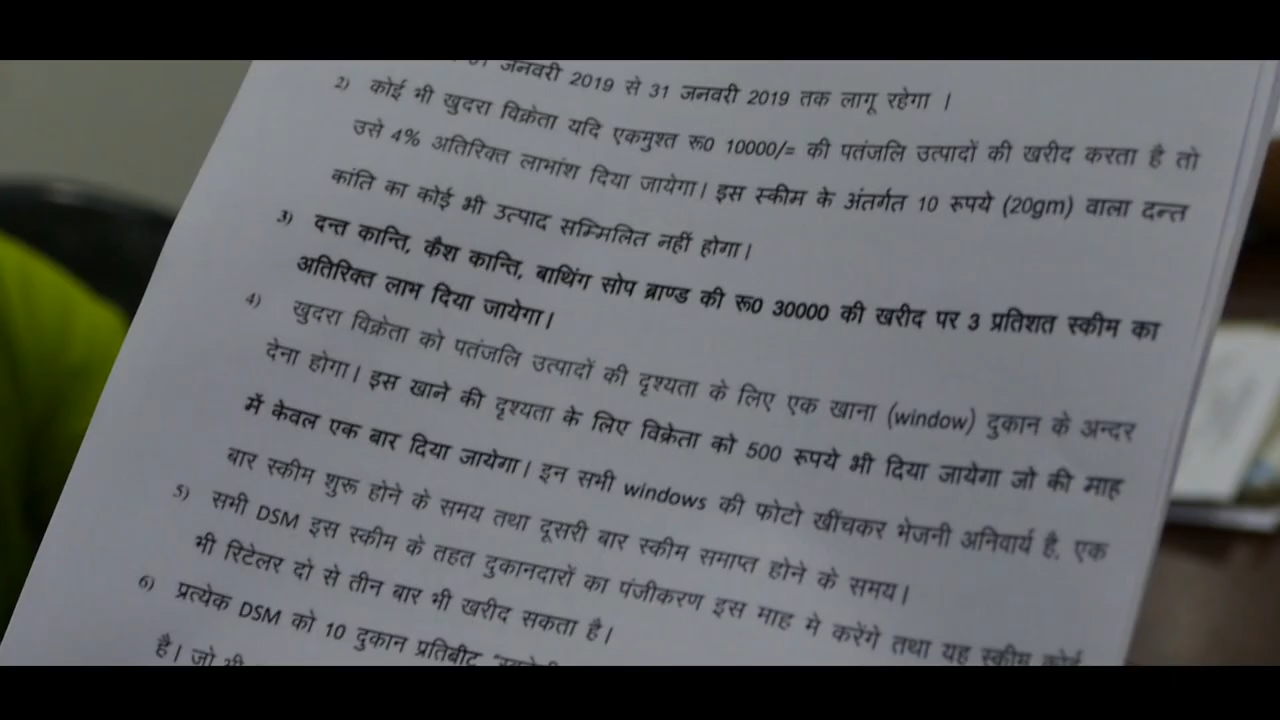 01 जनवरी 2019 से 31 जनवरी 2019 तक लागू रहेगा ।
2) कोई भी खुदरा विक्रेता यदि एकमुश्त रू0 10000/= की पतंजलि उत्पादों की खरीद करता है तो
उसे 4% अतिरिक्त लाभांश दिया जायेगा। इस स्कीम के अंतर्गत 10 रूपये (20gm) वाला दन्त
कांति का कोई भी उत्पाद सम्मिलित नहीं होगा।
3) दन्त कान्ति, कैश कान्ति, बाथिंग सोप ब्राण्ड की रू0 30000 की खरीद पर 3 प्रतिशत स्कीम का
अतिरिक्त लाभ दिया जायेगा।
4) खुदरा विक्रेता को पतंजलि उत्पादों की दृश्यता के लिए एक खाना (window) दुकान के अन्दर
देना होगा। इस खाने की दृश्यता के लिए विक्रेता को 500 रूपये भी दिया जायेगा जो की माह
में केवल एक बार दिया जायेगा। इन सभी windows की फोटो खींचकर भेजनी अनिवार्य है, एक
बार स्कीम शुरू होने के समय तथा दूसरी बार स्कीम समाप्त होने के समय।
5) सभी DSM इस स्कीम के तहत दुकानदारों का पंजीकरण इस माह मे करेंगे तथा यह स्कीम कोई
भी रिटेलर दो से तीन बार भी खरीद सकता है।
6) प्रत्येक DSM को 10 दुकान प्रतिबीट
है। जो भी